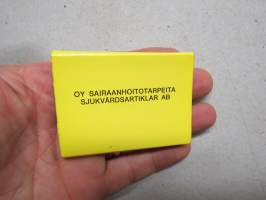 OY SAIRAANHOITOTARPEITA
SJUKVÅRDSARTIKLAR AB